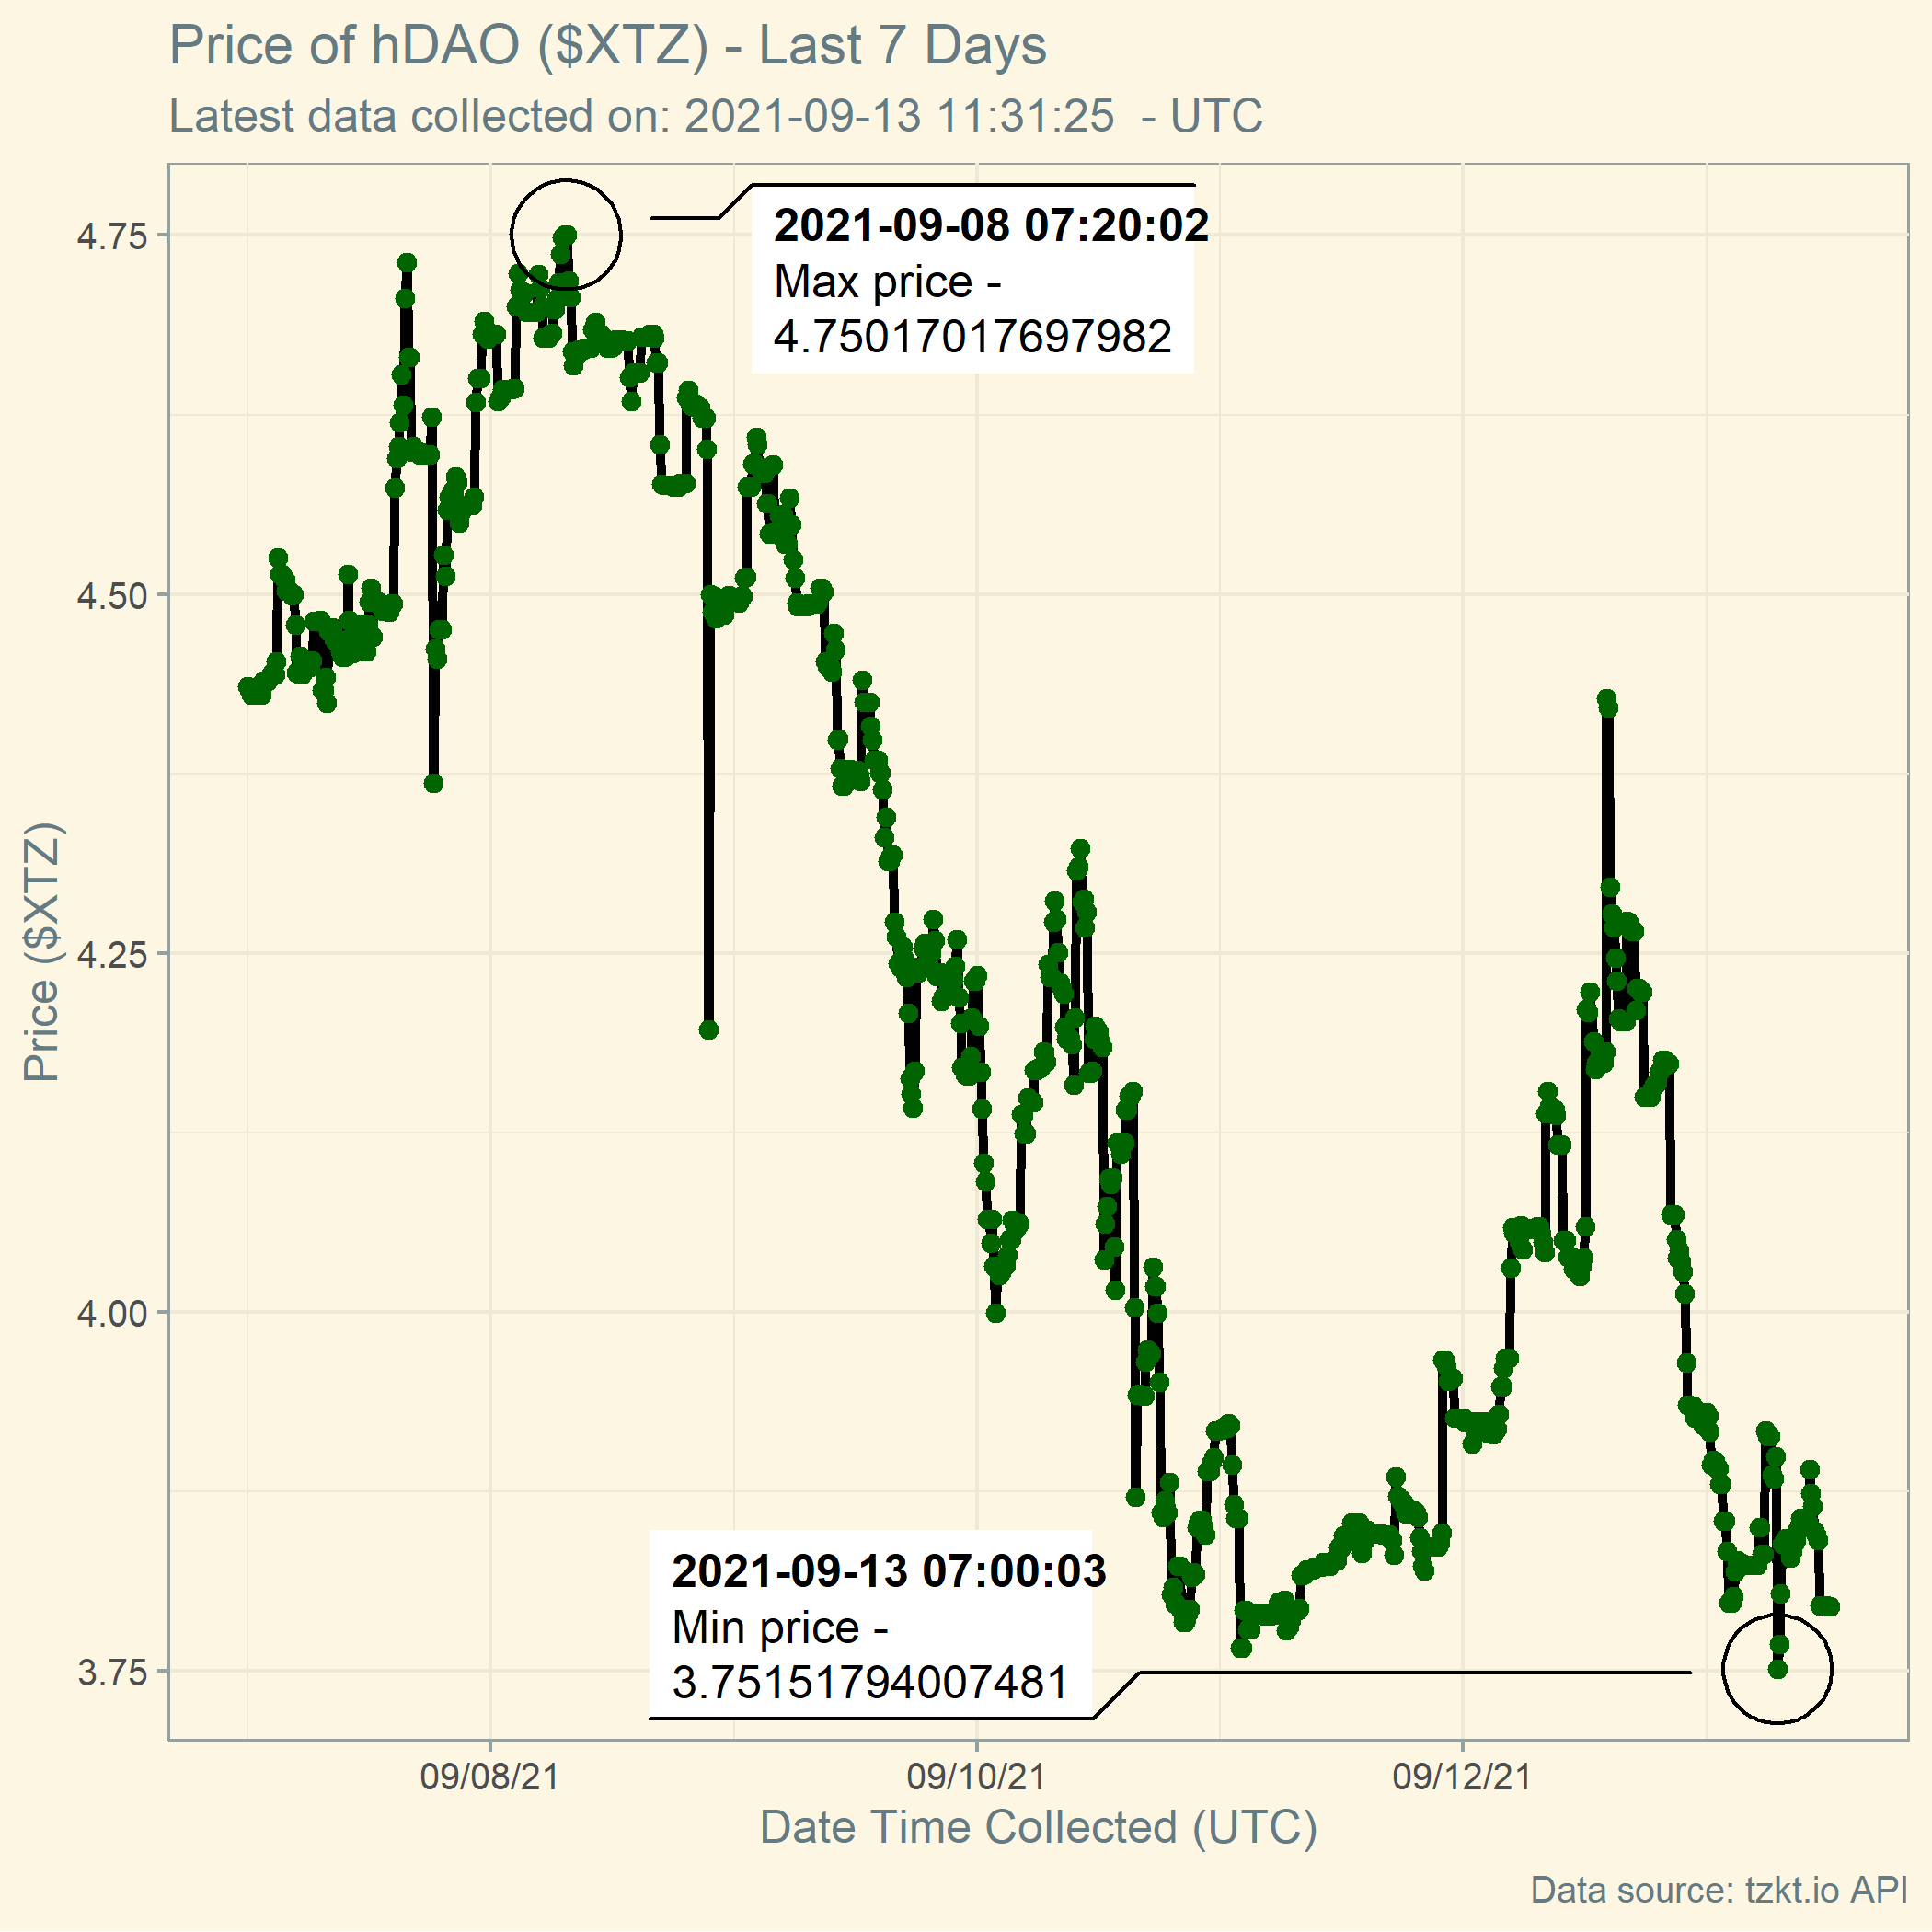 Price of hDAO ($XTZ) - Last 7 Days
Latest data collected on: 2021-09-13 11:31:25  - UTC
2021-09-08 07:20:02
Max price -
4.75017017697982
4.75
4.50
4.25
4.00
3.75
Price ($XTZ)
2021-09-13 07:00:03
Min price -
3.75151794007481
09/08/21
09/10/21
09/12/21
Date Time Collected (UTC)
Data source: tzkt.io API